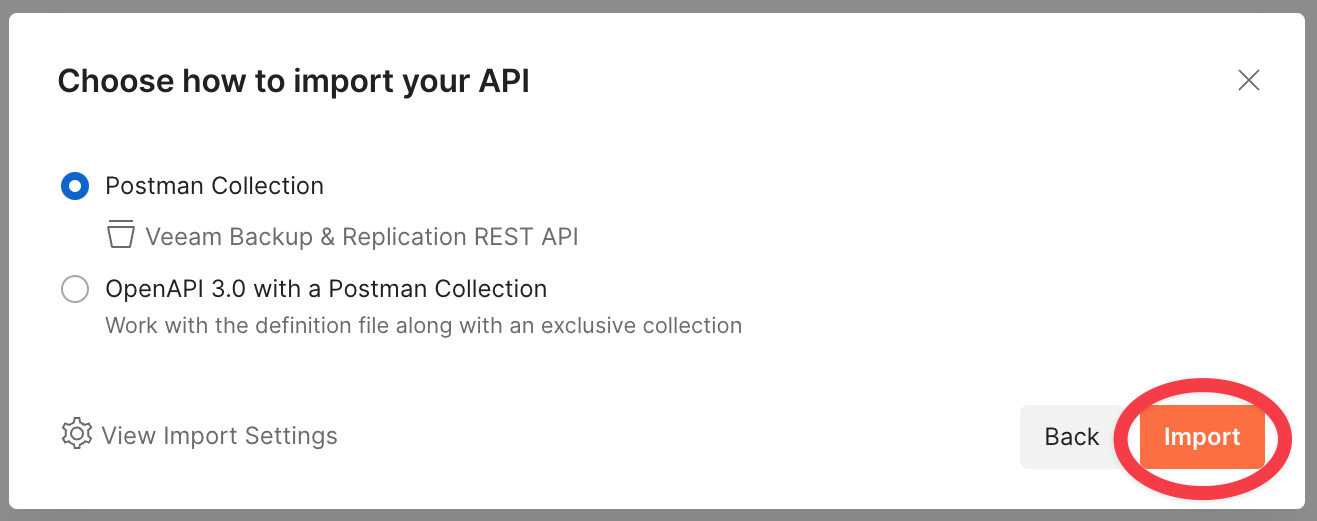 Choose how to import your API
Postman Collection
Veeam Backup & Replication REST API
OpenAPI 3.0 with a Postman Collection
Work with the definition file along with an exclusive collection
View Import Settings
Back
Import